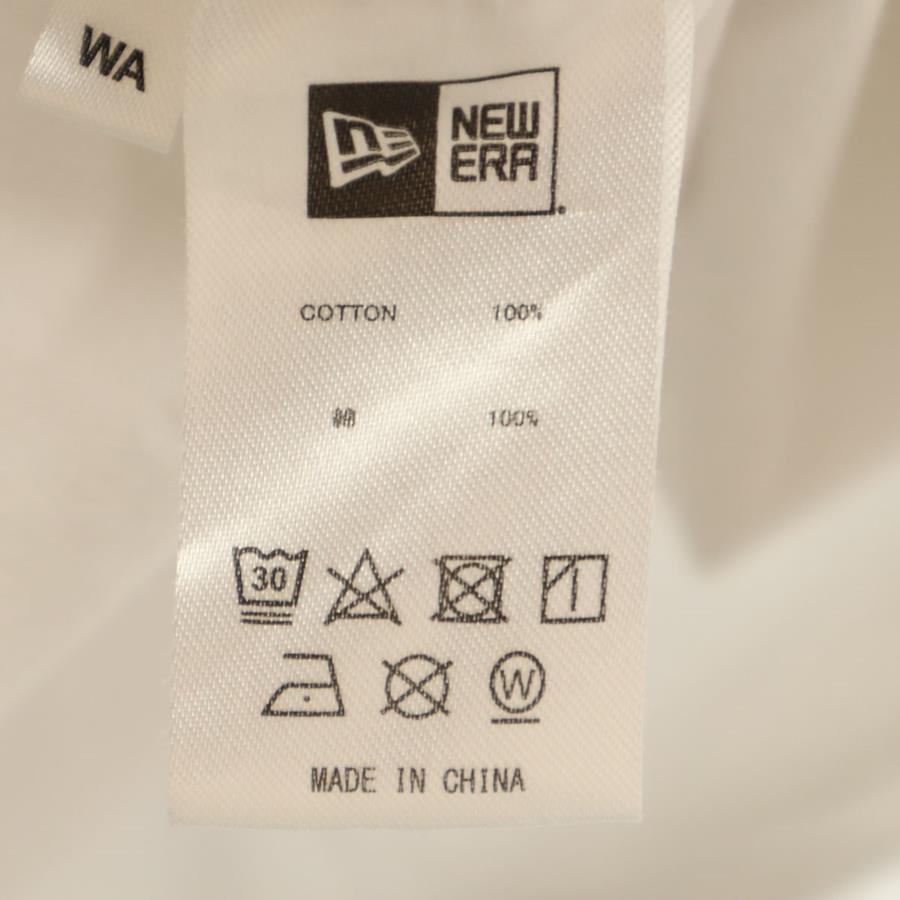 WA
NEW
ERA
COTTON 100%
綿 100%
30
W
MADE IN CHINA